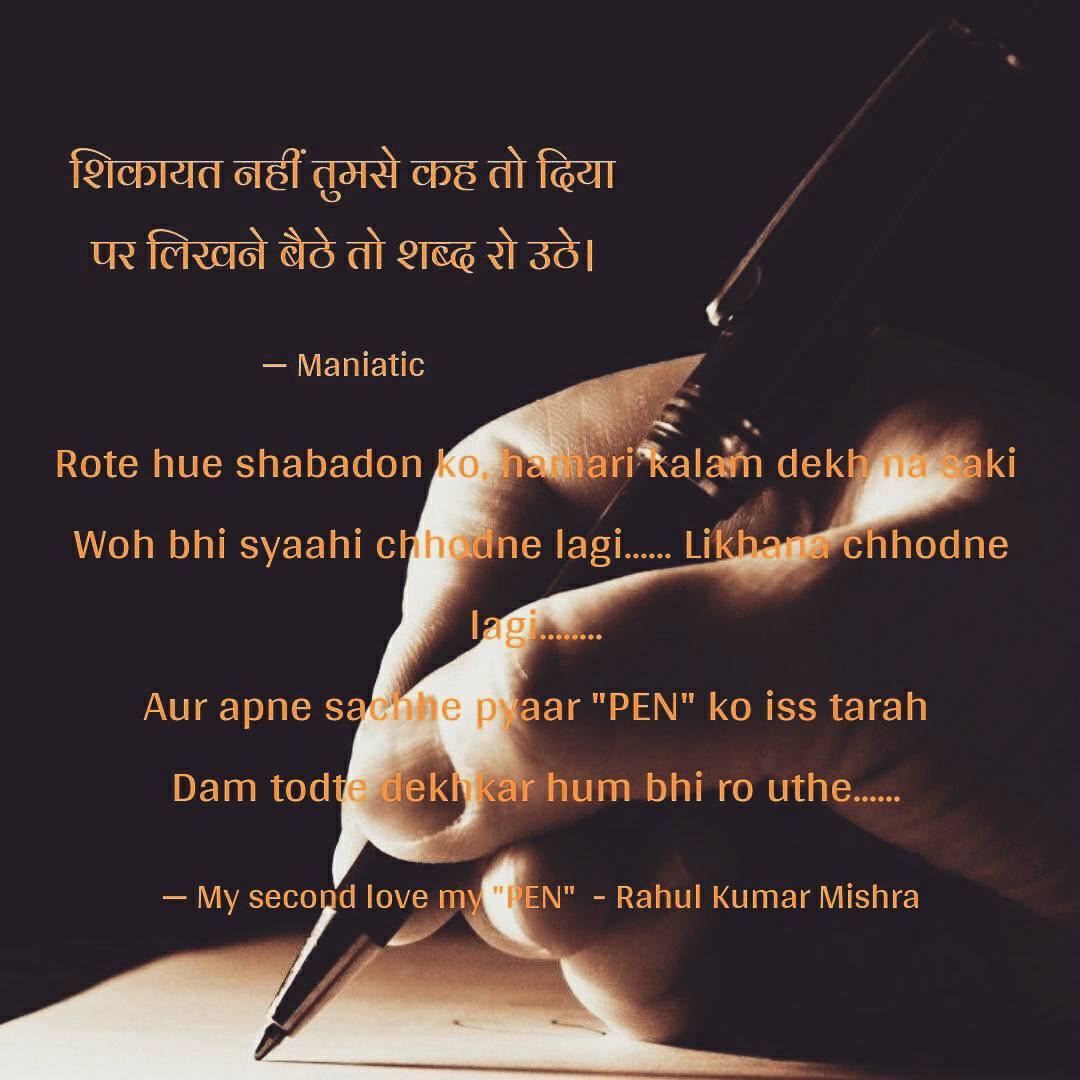 शिकायत नहीं तुमसे कह तो दिया
पर लिखने बैठे तो शब्द रो उठे।
— Maniatic
Rote hue shabadon ko, hamari kalam dekh na saki
Woh bhi syaahi chhodne lagi...... Likhana chhodne
lagi........
Aur apne sachhe pyaar "PEN" ko iss tarah
Dam todte dekhkar hum bhi ro uthe......
— My second love my "PEN" - Rahul Kumar Mishra